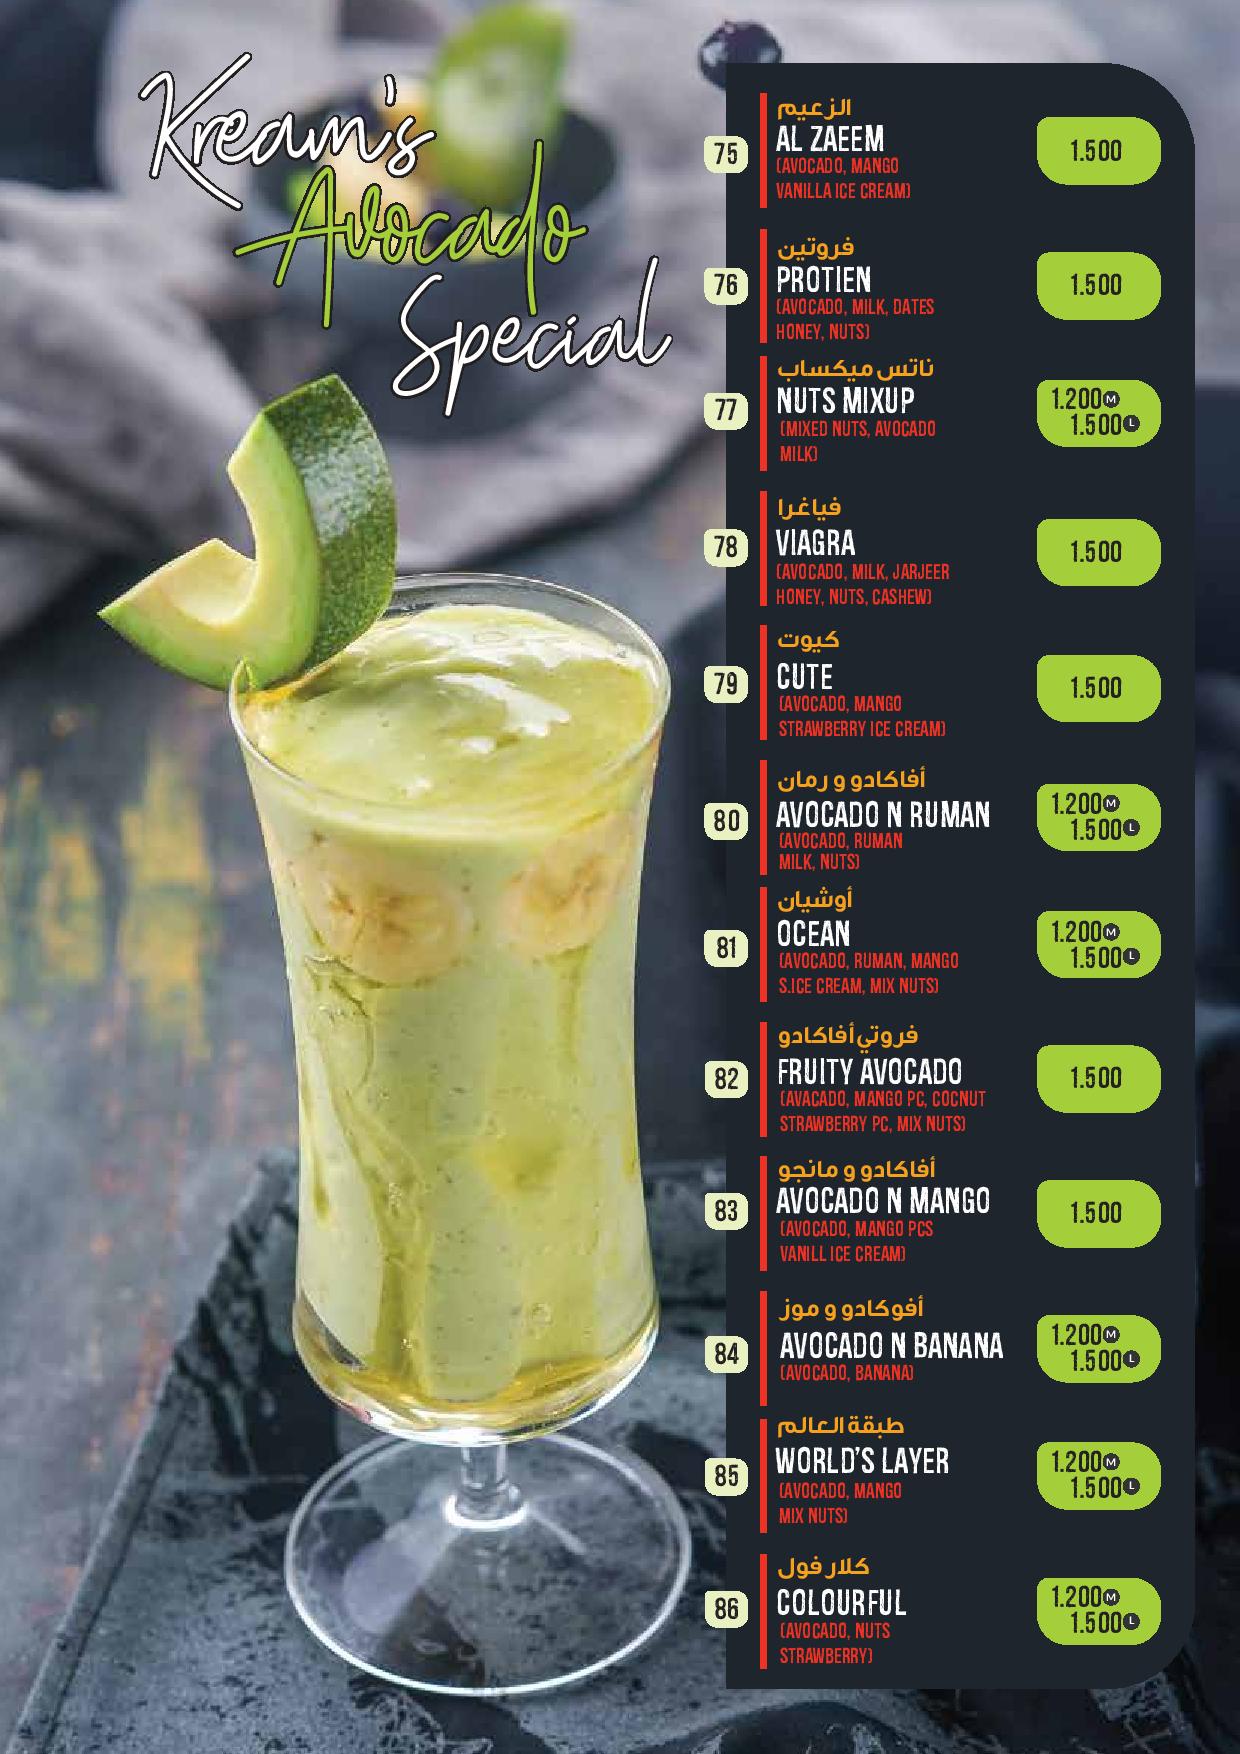 Kream's
Avocado
Special
الزعيم
75
AL ZAEEM
(AVOCADO, MANGO
VANILLA ICE CREAM)
1.500
فروتين
76
PROTIEN
(AVOCADO, MILK, DATES
HONEY, NUTS)
1.500
ناتس ميكساب
77
NUTS MIXUP
(MIXED NUTS, AVOCADO
MILK)
1.200 M
1.500 L
فياغرا
78
VIAGRA
(AVOCADO, MILK, JARJEER
HONEY, NUTS, CASHEW)
1.500
كيوت
79
CUTE
(AVOCADO, MANGO
STRAWBERRY ICE CREAM)
1.500
أفاكادو و رمان
80
AVOCADO N RUMAN
(AVOCADO, RUMAN
MILK, NUTS)
1.200 M
1.500 L
أوشيان
81
OCEAN
(AVOCADO, RUMAN, MANGO
S.ICE CREAM, MIX NUTS)
1.200 M
1.500 L
فروتي أفاكادو
82
FRUITY AVOCADO
(AVACADO, MANGO PC, COCNUT
STRAWBERRY PC, MIX NUTS)
1.500
أفاكادو و مانجو
83
AVOCADO N MANGO
(AVOCADO, MANGO PCS
VANILL ICE CREAM)
1.500
أفوكادو و موز
84
AVOCADO N BANANA
(AVOCADO, BANANA)
1.200 M
1.500 L
طبقة العالم
85
WORLD'S LAYER
(AVOCADO, MANGO
MIX NUTS)
1.200 M
1.500 L
كلار فول
86
COLOURFUL
(AVOCADO, NUTS
STRAWBERRY)
1.200 M
1.500 L